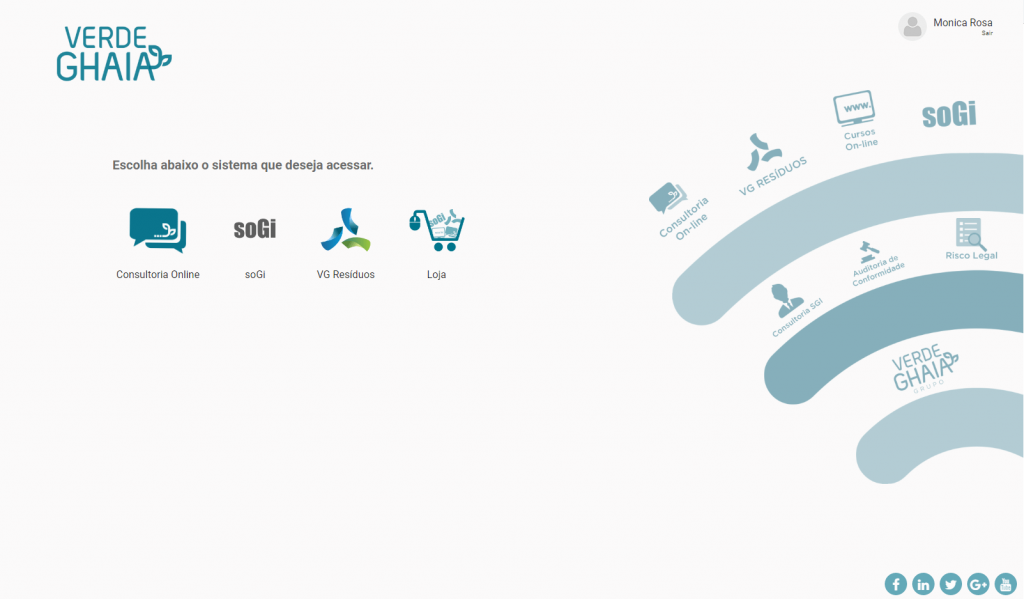 VERDE
GHAIA
Monica Rosa
Sair
www.
Cursos
On-line
soGi
VG RESÍDUOS
Consultoria
On-line
Escolha abaixo o sistema que deseja acessar.
soGi
soGi
Consultoria Online
soGi
VG Resíduos
Loja
Risco Legal
Auditoria de
Conformidade
Consultoria SGI
VERDE
GHAIA
GRUPO
f
in
G+
You